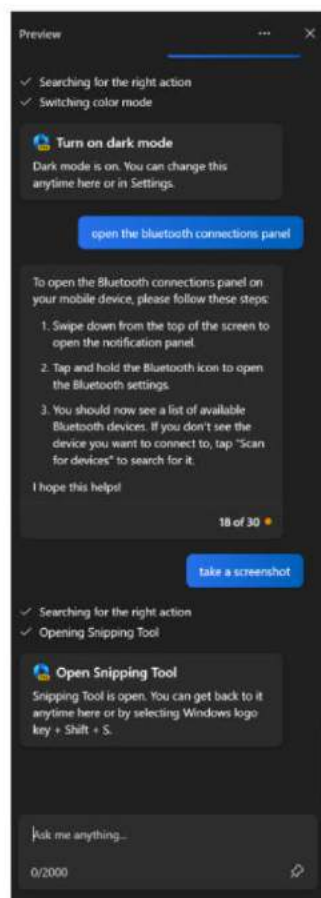 Preview
Searching for the right action
Switching color mode
Turn on dark mode
Dark mode is on. You can change this
anytime here or in Settings.
open the bluetooth connections panel
To open the Bluetooth connections panel on
your mobile device, please follow these steps:
1. Swipe down from the top of the screen to
open the notification panel.
2. Tap and hold the Bluetooth icon to open
the Bluetooth settings.
3. You should now see a list of available
Bluetooth devices. If you don't see the
device you want to connect to, tap "Scan
for devices" to search for it.
I hope this helps!
18 of 30
take a screenshot
Searching for the right action
Opening Snipping Tool
Open Snipping Tool
Snipping Tool is open. You can get back to it
anytime here or by selecting Windows logo
key + Shift + S.
Ask me anything...
0/2000